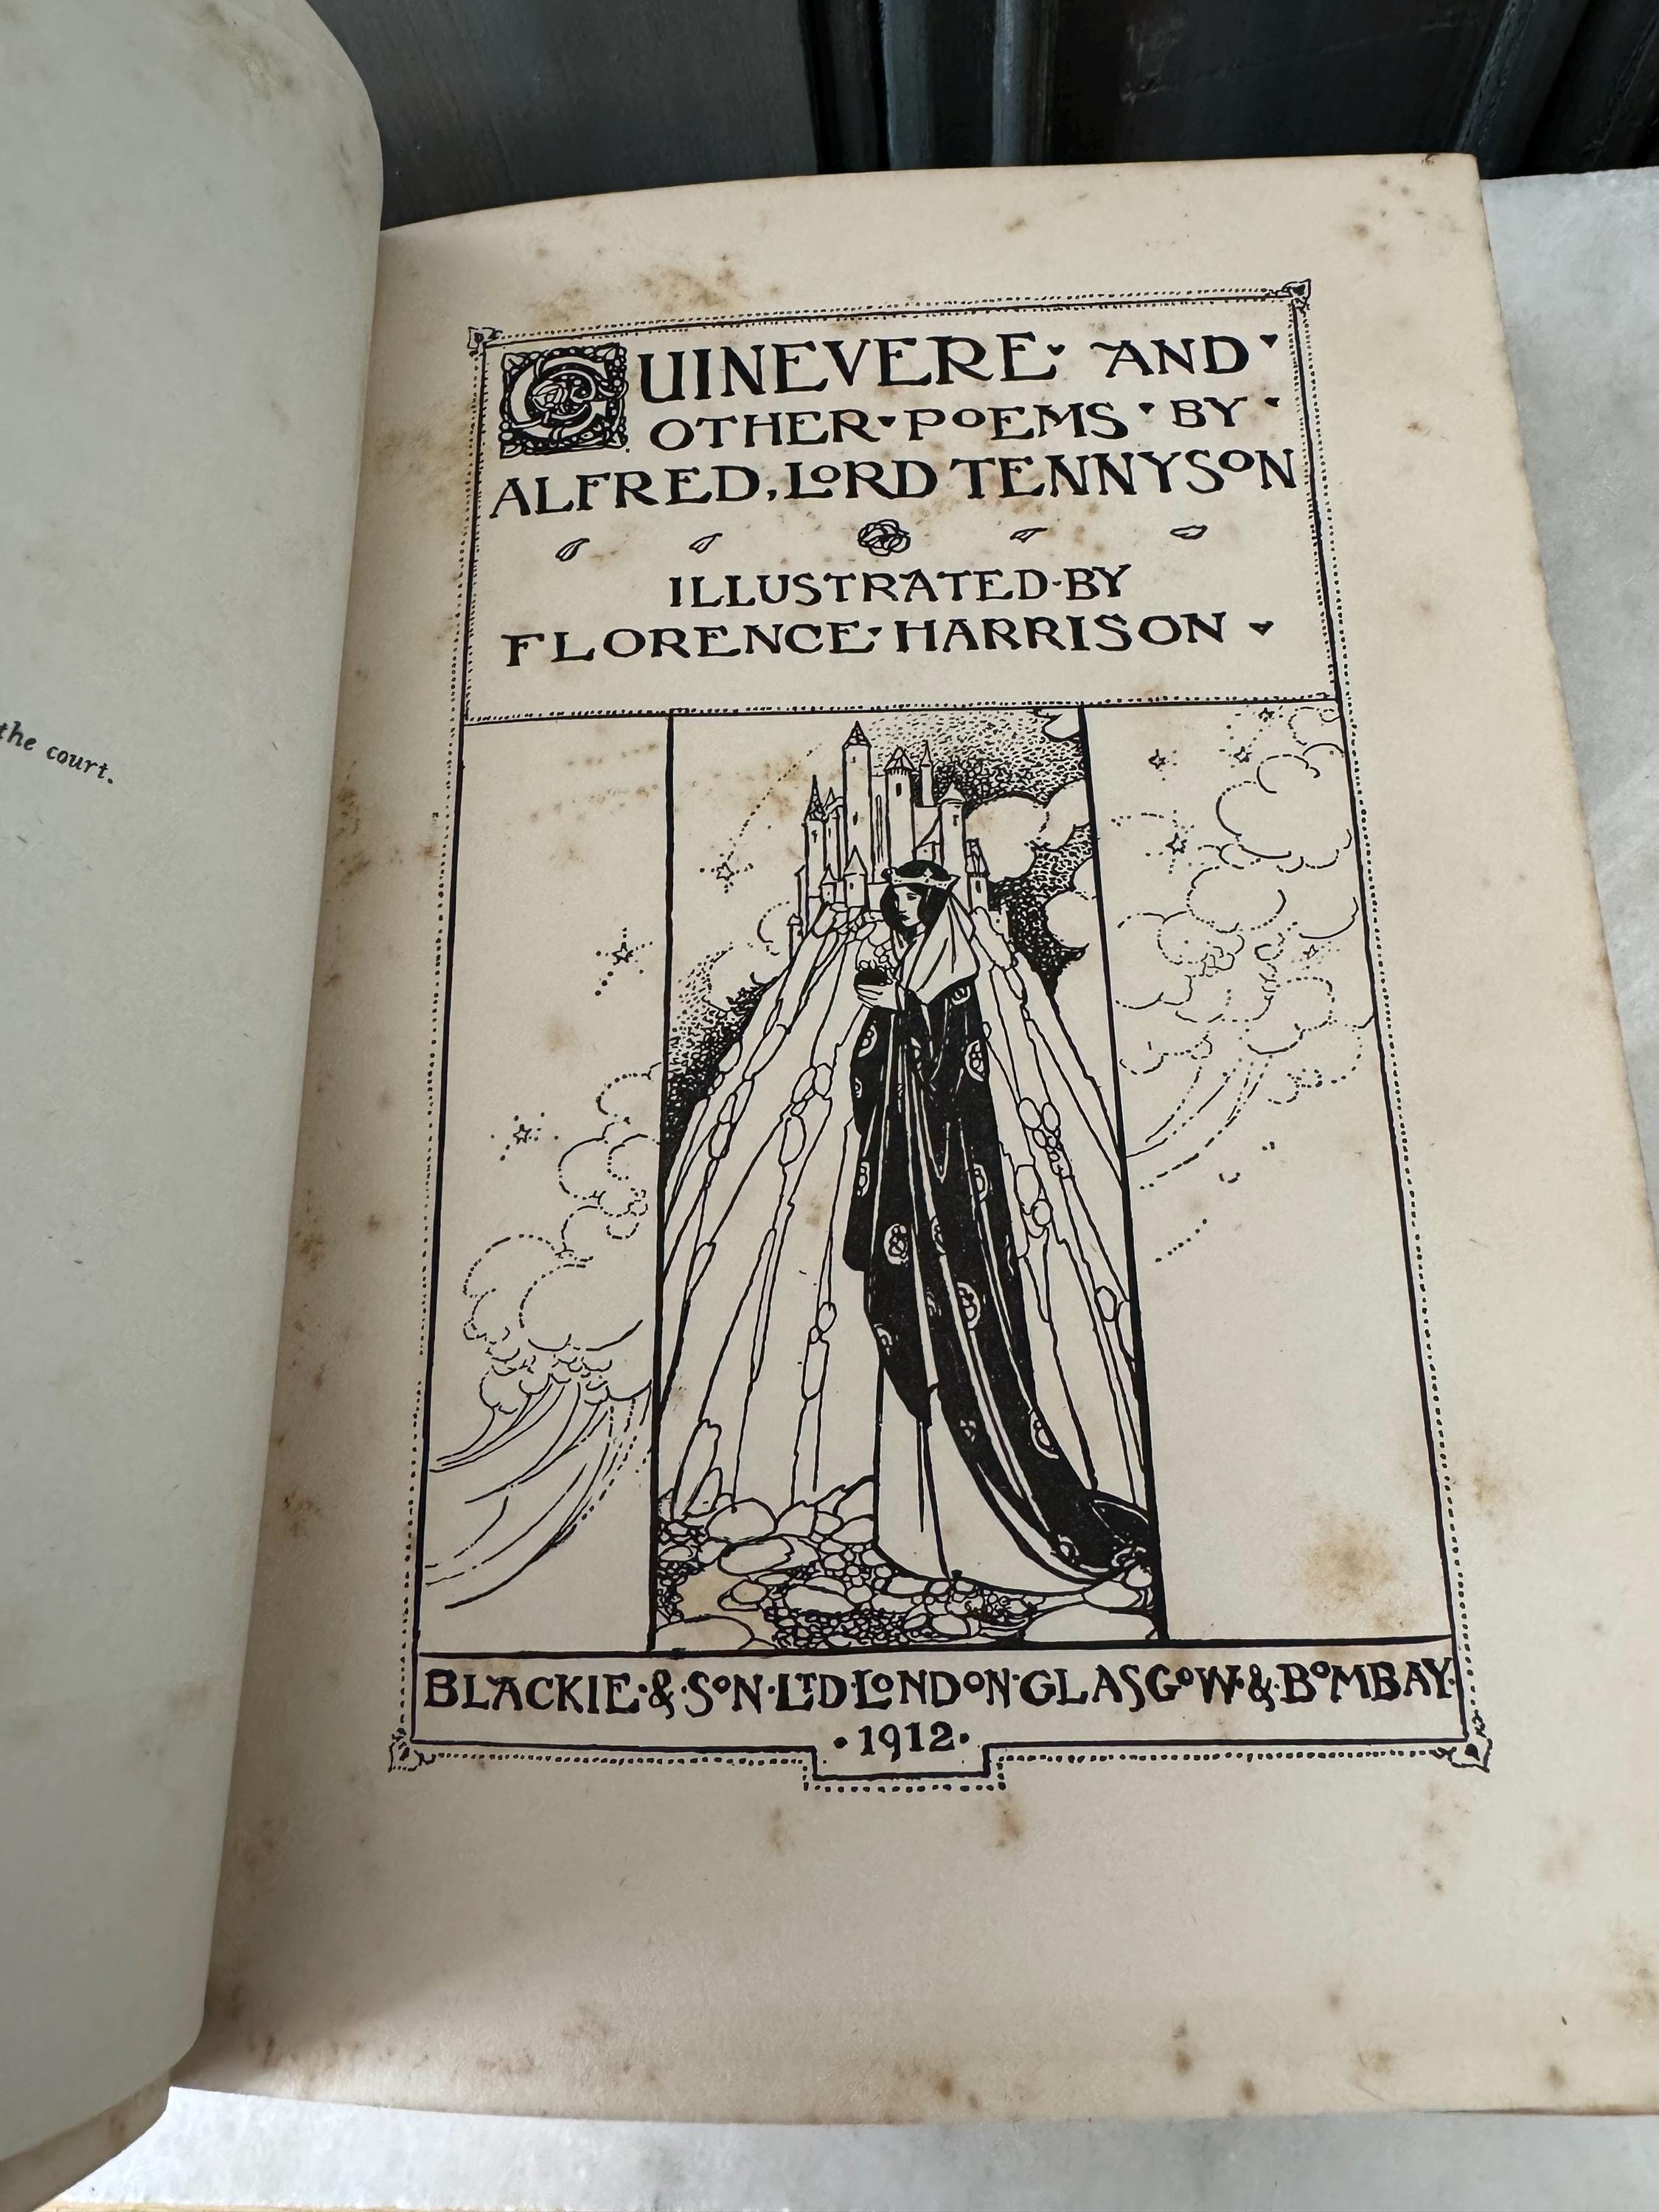 the court.
GUINEVERE AND
OTHER POEMS BY
ALFRED, LORD TENNYSON
ILLUSTRATED·BY
FLORENCE HARRISON
BLACKIE·&·SON·LTD·LONDON·GLASGOW·&·BOMBAY·
·1912·